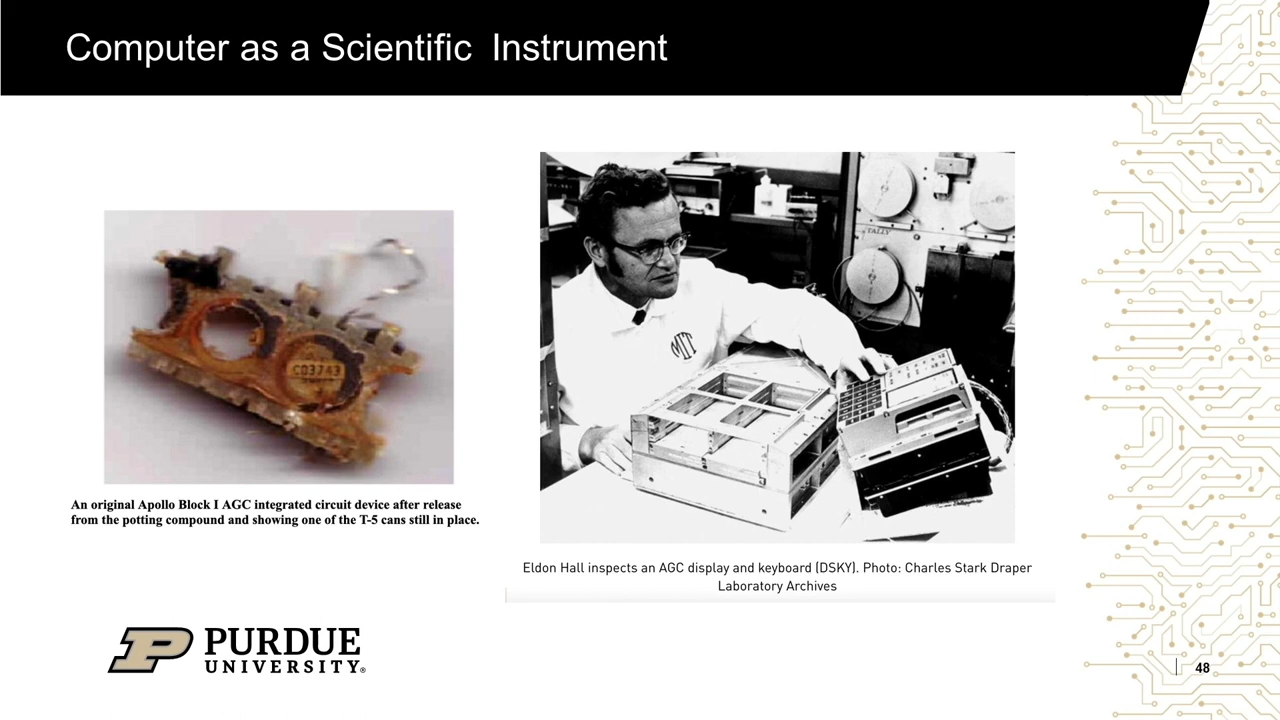 Computer as a Scientific Instrument
CD3743
TALLY
MIT
An original Apollo Block I AGC integrated circuit device after release
from the potting compound and showing one of the T-5 cans still in place.
Eldon Hall inspects an AGC display and keyboard (DSKY). Photo: Charles Stark Draper
Laboratory Archives
PURDUE
UNIVERSITY®
48